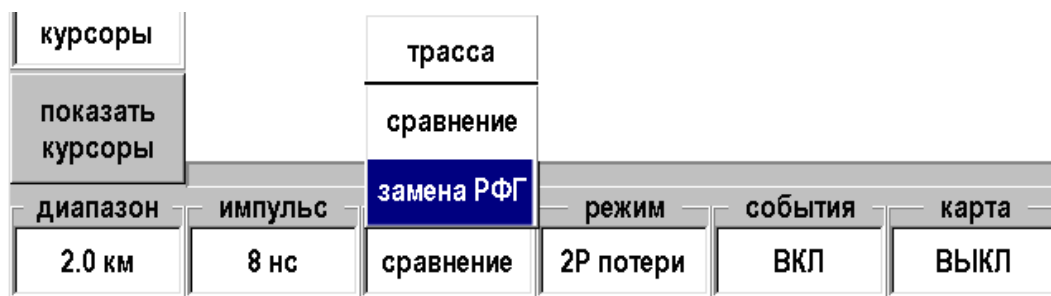 курсоры
трасса
показать
курсоры
сравнение
замена РФГ
диапазон импульс режим события карта
2.0 км 8 нс сравнение 2Р потери ВКЛ ВЫКЛ